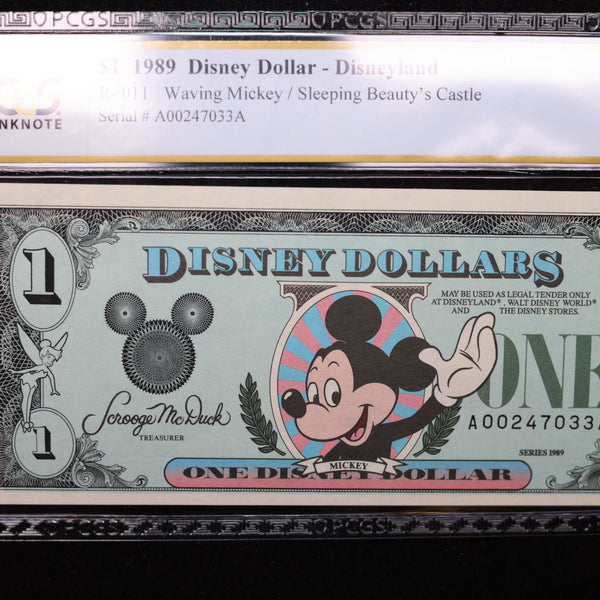 PCGS
$1 1989 Disney Dollar - Disneyland
R-011 Waving Mickey / Sleeping Beauty's Castle
Serial # A00247033A
NKNOTE
1
DISNEY DOLLARS
MAY BE USED AS LEGAL TENDER ONLY
AT DISNEYLAND®, WALT DISNEY WORLD®
AND THE DISNEY STORES.
ONE
Scrooge McDuck
TREASURER
A00247033A
1
SERIES 1989
MICKEY
ONE DISNEY DOLLAR
PCGS